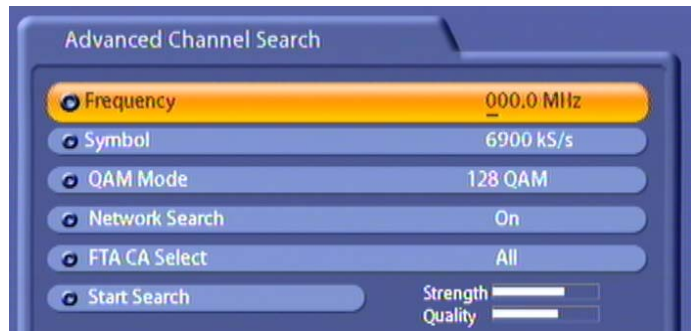 Advanced Channel Search
Frequency 000.0 MHz
Symbol 6900 kS/s
QAM Mode 128 QAM
Network Search On
FTA CA Select All
Start Search Strength
Quality